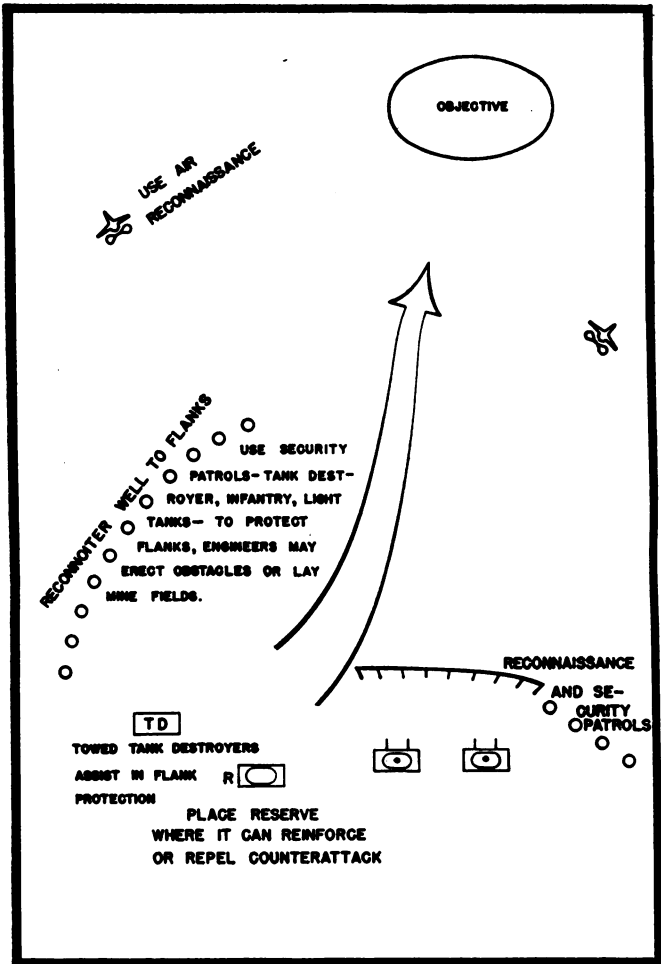 OBJECTIVE
USE AIR
RECONNAISSANCE
RECONNOITER WELL TO FLANKS
USE SECURITY
PATROLS-TANK DEST-
ROYER, INFANTRY, LIGHT
TANKS- TO PROTECT
FLANKS, ENGINEERS MAY
ERECT OBSTACLES OR LAY
MINE FIELDS.
RECONNAISSANCE
AND SE-
CURITY
PATROLS
TD
TOWED TANK DESTROYERS
ASSIST IN FLANK
PROTECTION
R
PLACE RESERVE
WHERE IT CAN REINFORCE
OR REPEL COUNTERATTACK